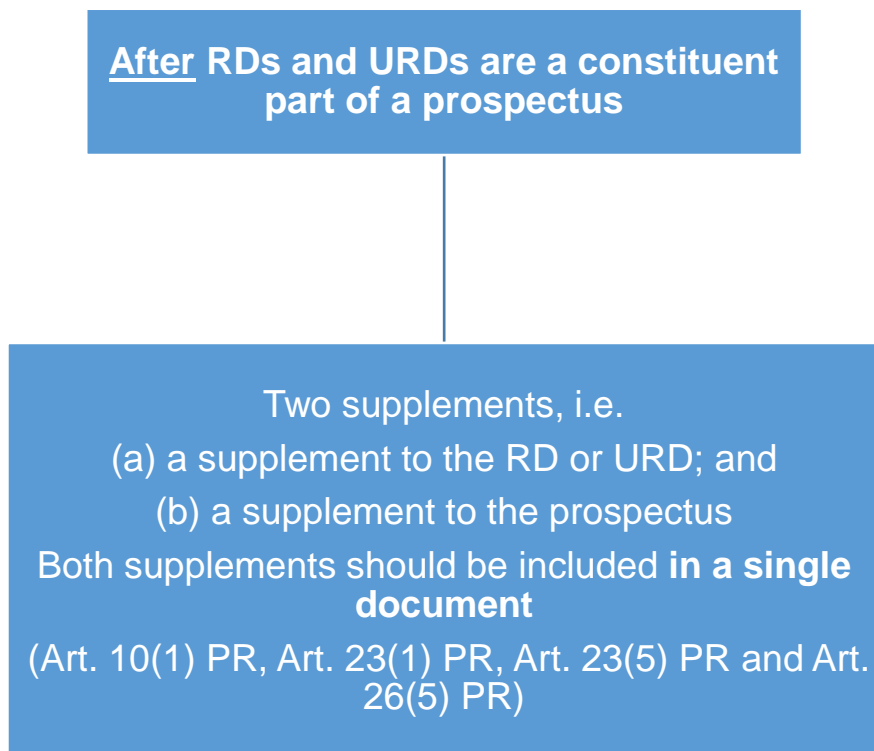 After RDs and URDs are a constituent
part of a prospectus
Two supplements, i.e.
(a) a supplement to the RD or URD; and
(b) a supplement to the prospectus
Both supplements should be included in a single
document
(Art. 10(1) PR, Art. 23(1) PR, Art. 23(5) PR and Art.
26(5) PR)